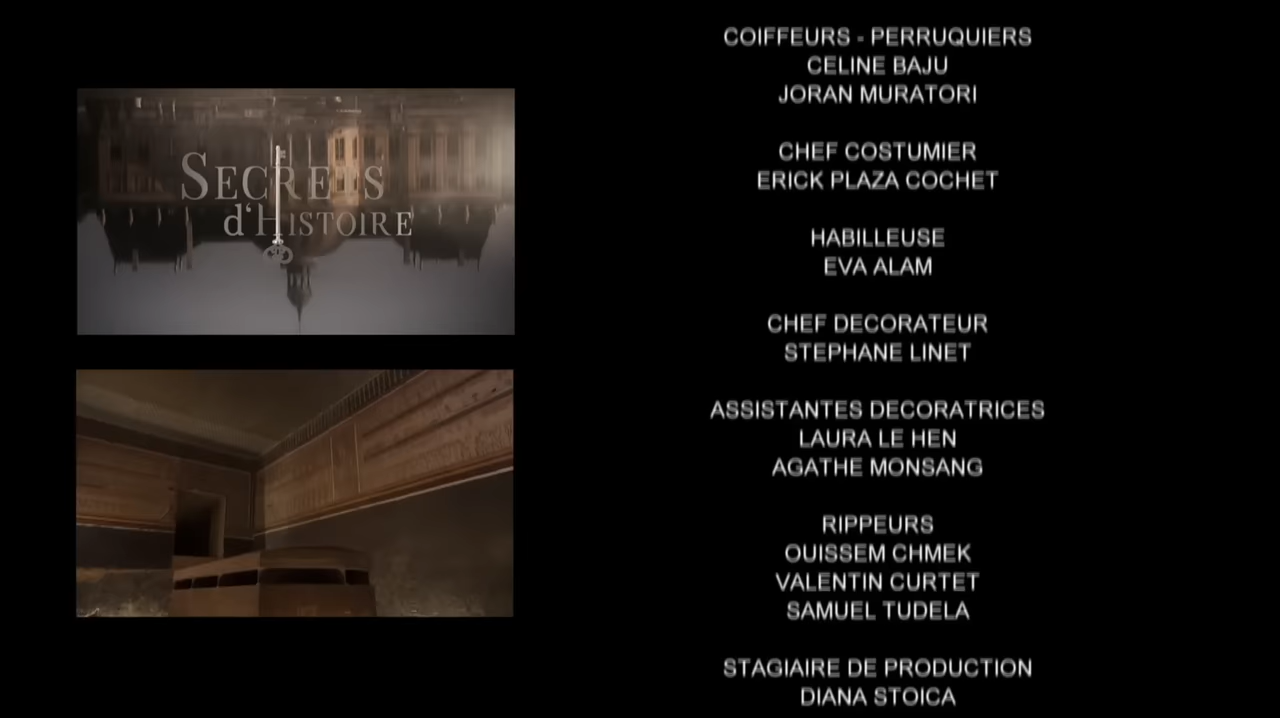 SECRETS
d'HISTOIRE
COIFFEURS - PERRUQUIERS
CELINE BAJU
JORAN MURATORI
CHEF COSTUMIER
ERICK PLAZA COCHET
HABILLEUSE
EVA ALAM
CHEF DECORATEUR
STEPHANE LINET
ASSISTANTES DECORATRICES
LAURA LE HEN
AGATHE MONSANG
RIPPEURS
OUISSEM CHMEK
VALENTIN CURTET
SAMUEL TUDELA
STAGIAIRE DE PRODUCTION
DIANA STOICA